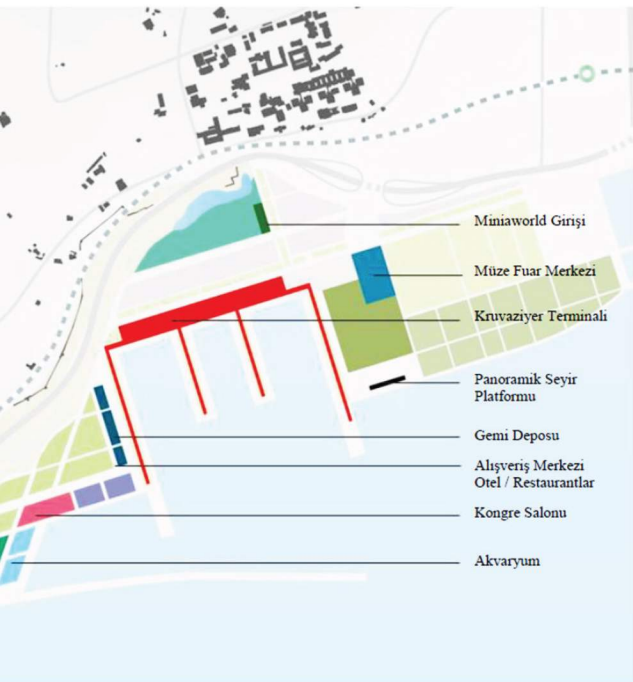 Miniaworld Girişi
Müze Fuar Merkezi
Kruvaziyer Terminali
Panoramik Seyir
Platformu
Gemi Deposu
Alışveriş Merkezi
Otel / Restaurantlar
Kongre Salonu
Akvaryum